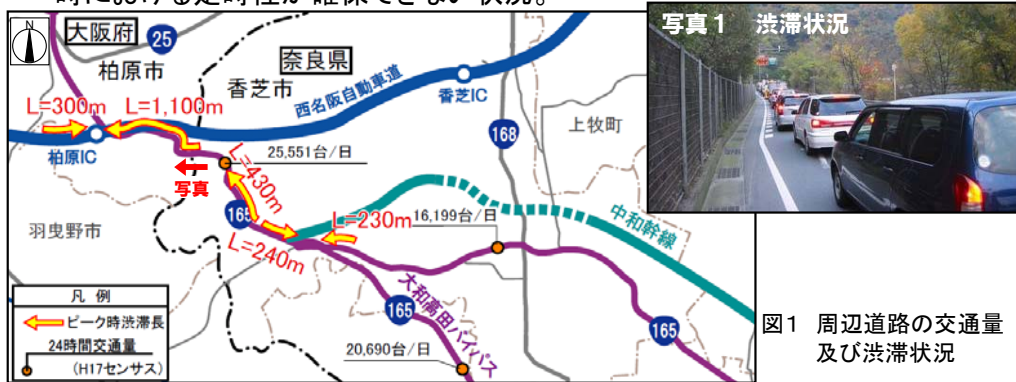 時における定時性が確保できない状況。
N
大阪府
25
柏原市
奈良県
香芝市
西名阪自動車道
香芝IC
L=300m
L=1,100m
柏原IC
168
上牧町
25,551台/日
写真
L=430m
羽曳野市
165
L=230m
16,199台/日
中和幹線
L=240m
大和高田バイパス
165
165
20,690台/日
凡 例
ピーク時渋滞長
24時間交通量
(H17センサス)
写真1 渋滞状況
図1 周辺道路の交通量
及び渋滞状況